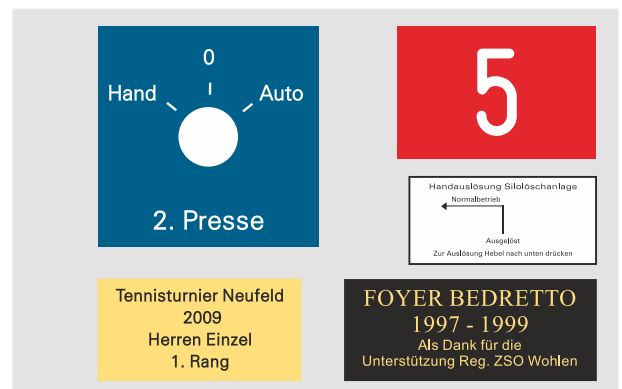 0
Hand
Auto
2. Presse
5
Handauslösung Silolöschanlage
Normalbetrieb
Ausgelöst
Zur Auslösung Hebel nach unten drücken
Tennisturnier Neufeld
2009
Herren Einzel
1. Rang
FOYER BEDRETTO
1997 - 1999
Als Dank für die
Unterstützung Reg. ZSO Wohlen